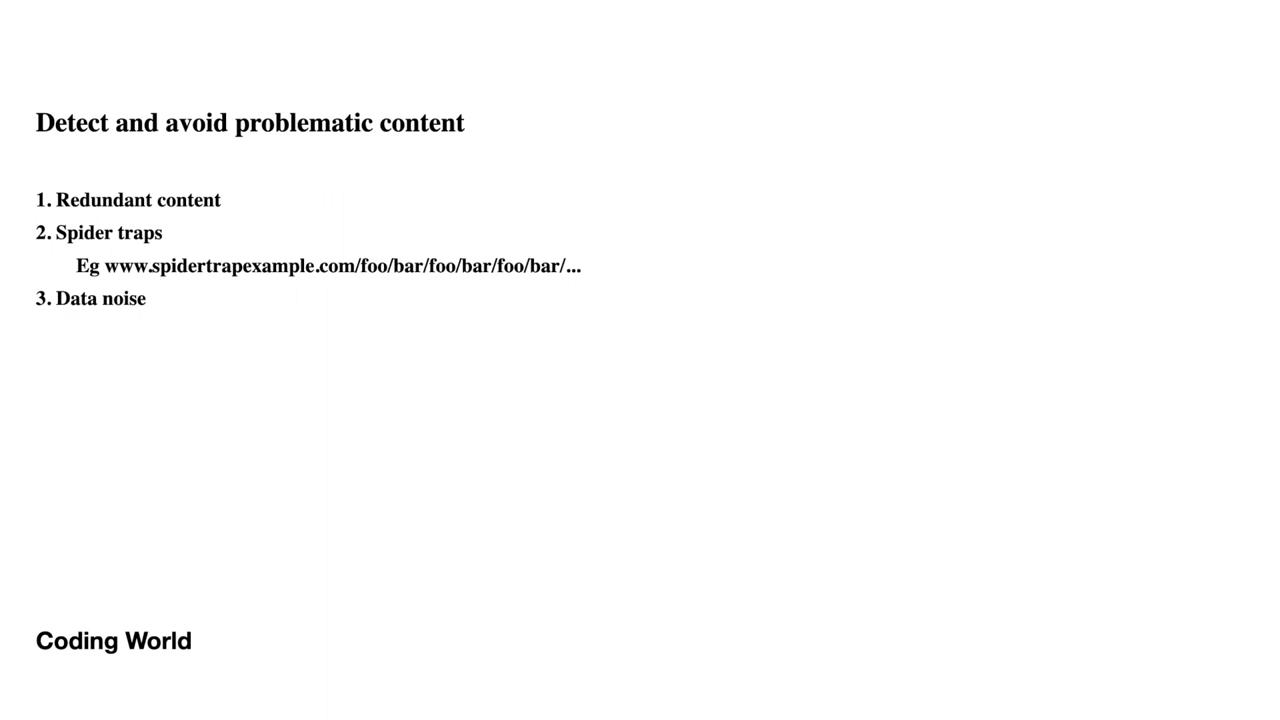 Detect and avoid problematic content
1. Redundant content
2. Spider traps
Eg www.spidertrapexample.com/foo/bar/foo/bar/foo/bar/...
3. Data noise
Coding World